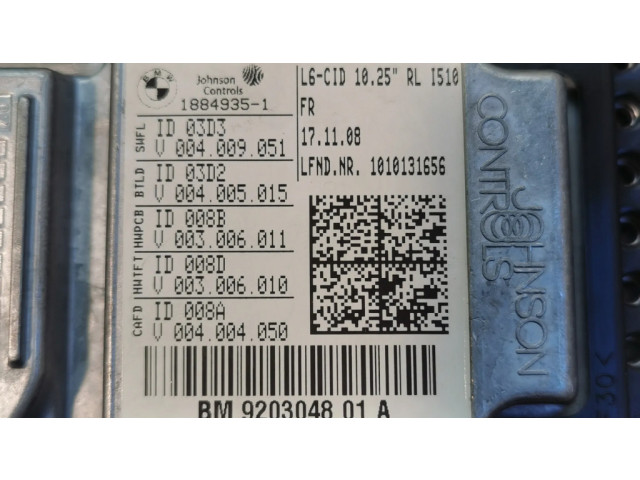 BMW
Johnson
Controls
1884935-1
L6-CID 10.25" RL I510
FR
17.11.08
LFND.NR. 1010131656
SWFL
ID 03D3
V 004.009.051
BTLD
ID 03D2
V 004.005.015
HWPCB
ID 008B
V 003.006.011
HWTFT
ID 008D
V 003.006.010
CAFD
ID 008A
V 004.004.050
BM 9203048 01 A
JOHNSON
CONTROLS